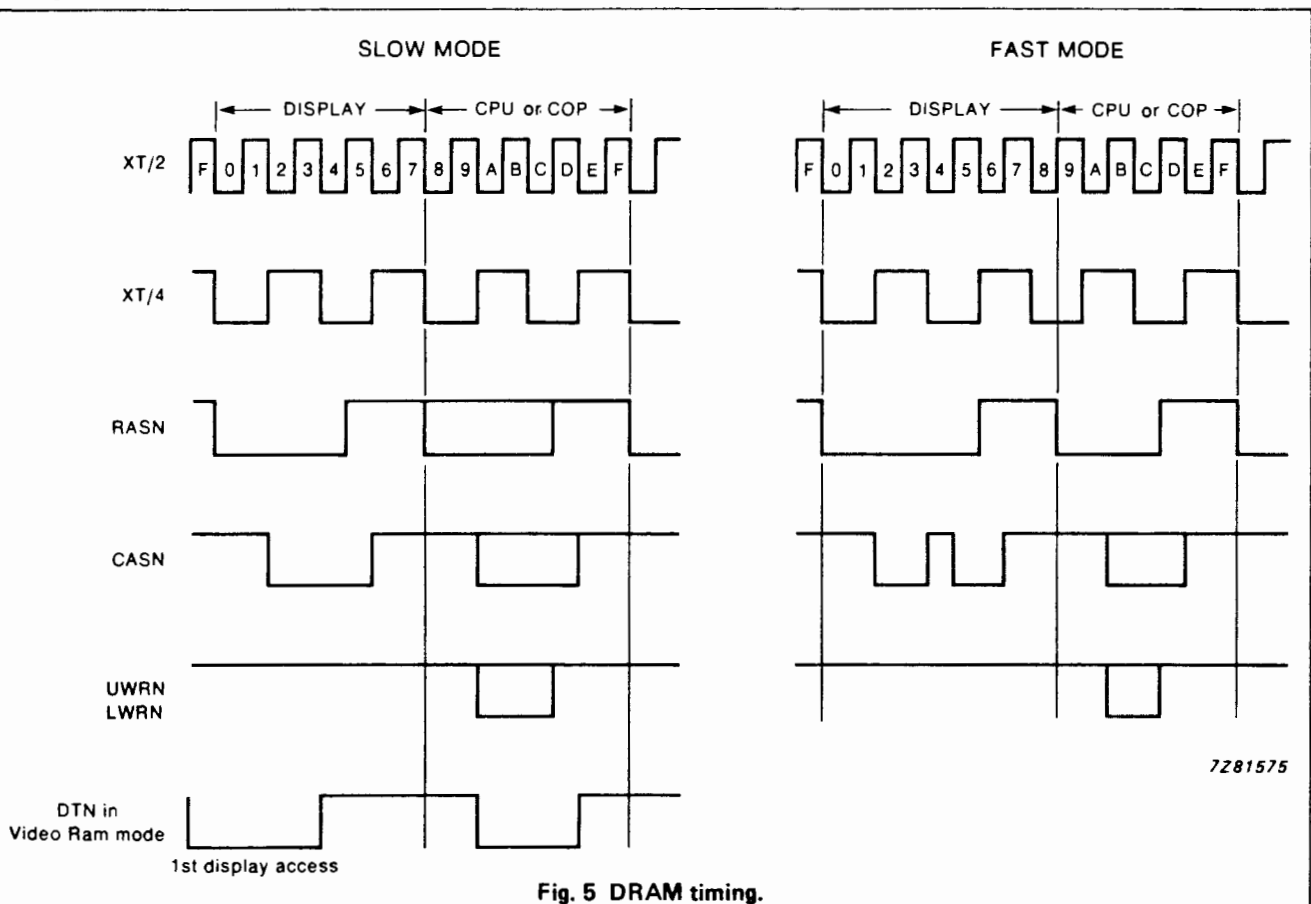 SLOW MODE
FAST MODE
DISPLAY
CPU or COP
DISPLAY
CPU or COP
XT/2
F 0 1 2 3 4 5 6 7 8 9 A B C D E F
F 0 1 2 3 4 5 6 7 8 9 A B C D E F
XT/4
RASN
CASN
UWRN
LWRN
7Z81575
DTN in
Video Ram mode
1st display access
Fig. 5 DRAM timing.